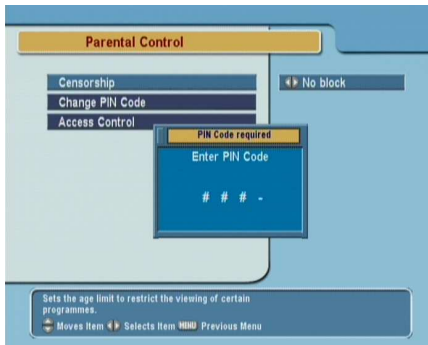 Parental Control
Censorship
No block
Change PIN Code
Access Control
PIN Code required
Enter PIN Code
# # # -
Sets the age limit to restrict the viewing of certain
programmes.
Moves Item Selects Item MENU Previous Menu